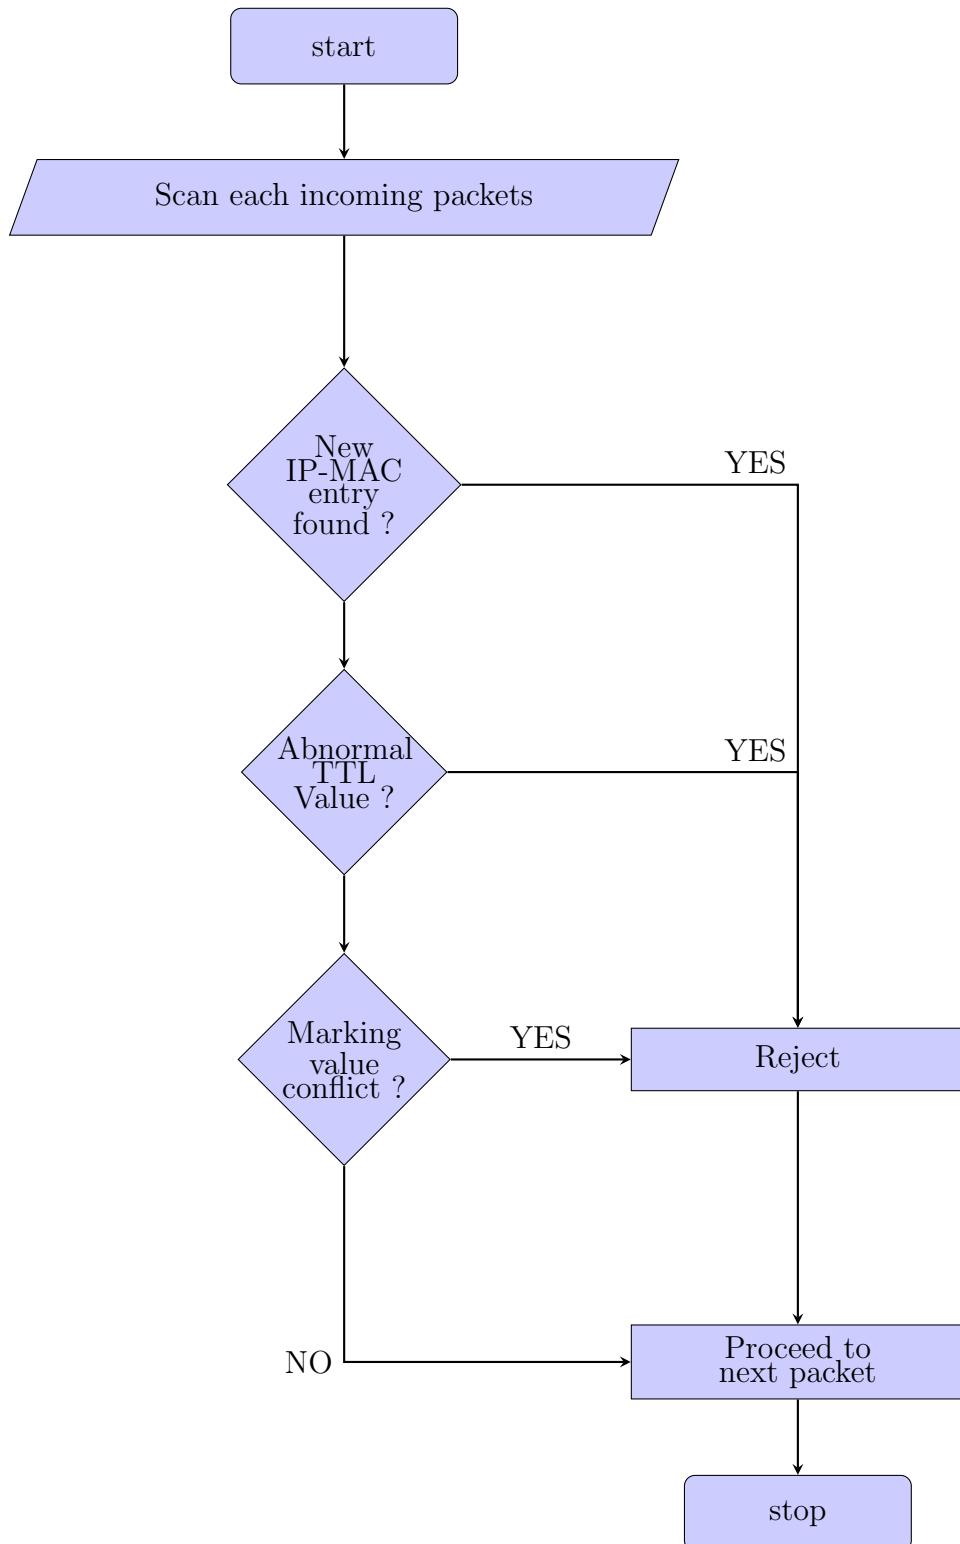 start
Scan each incoming packets
New
IP-MAC
entry
found ?
YES
Abnormal
TTL
Value ?
YES
Marking
value
conflict ?
YES
Reject
NO
Proceed to
next packet
stop